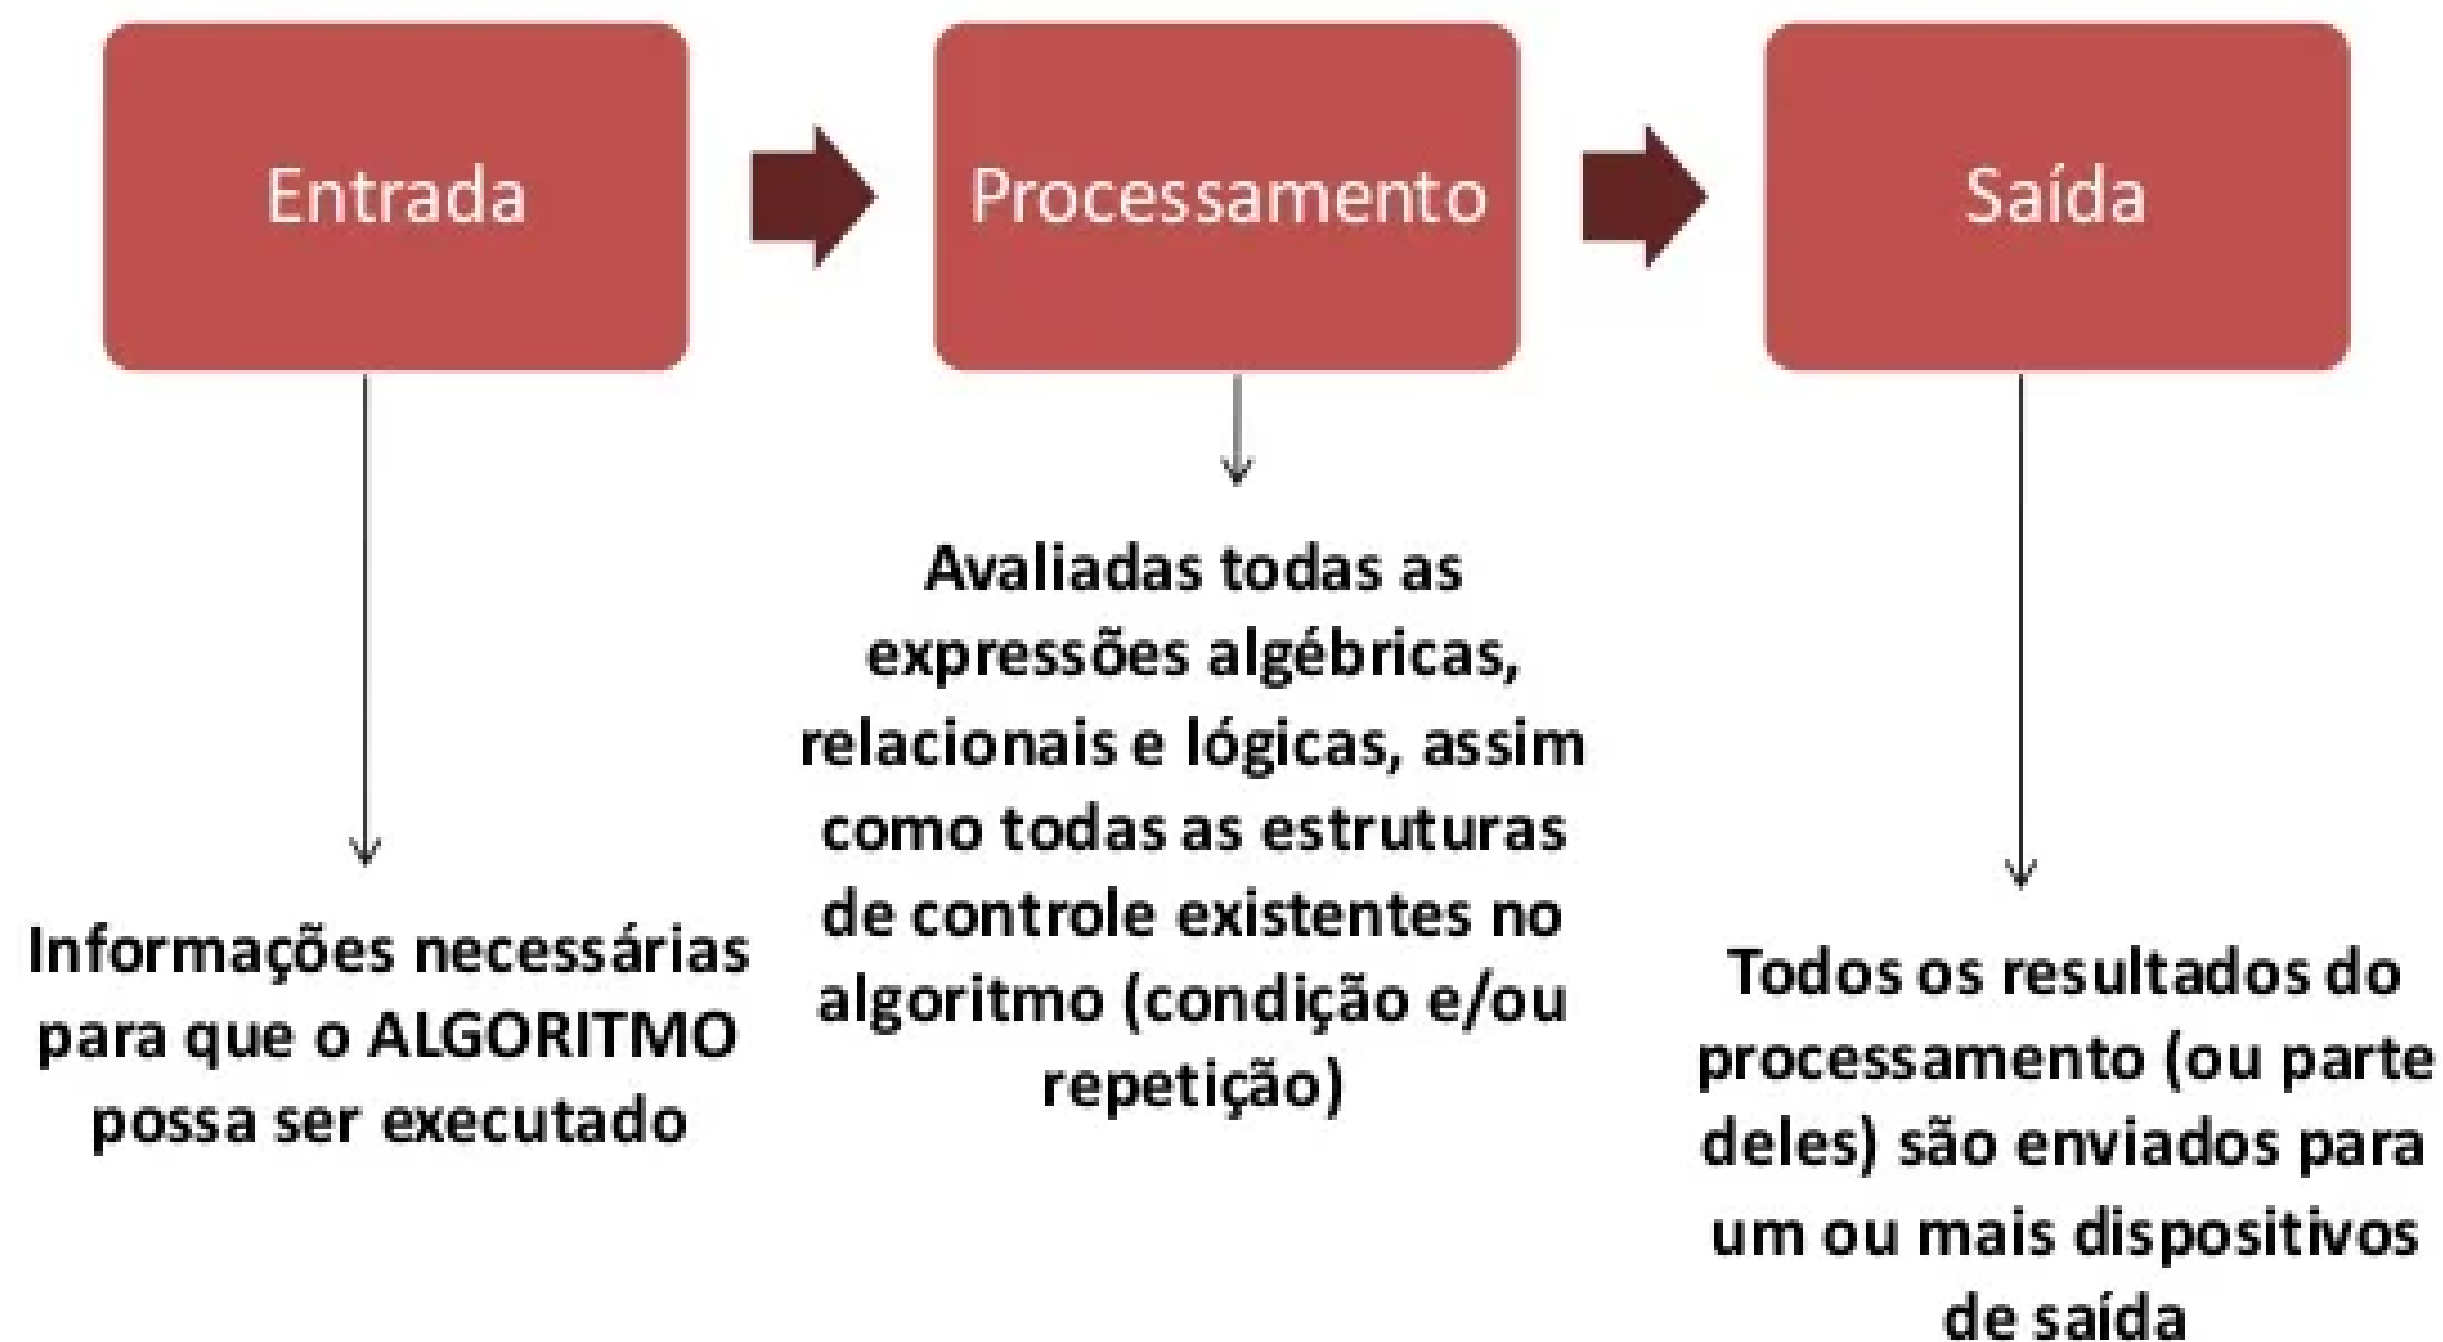 Entrada
Processamento
Saída
Informações necessárias
para que o ALGORITMO
possa ser executado
Avaliadas todas as
expressões algébricas,
relacionais e lógicas, assim
como todas as estruturas
de controle existentes no
algoritmo (condição e/ou
repetição)
Todos os resultados do
processamento (ou parte
deles) são enviados para
um ou mais dispositivos
de saída